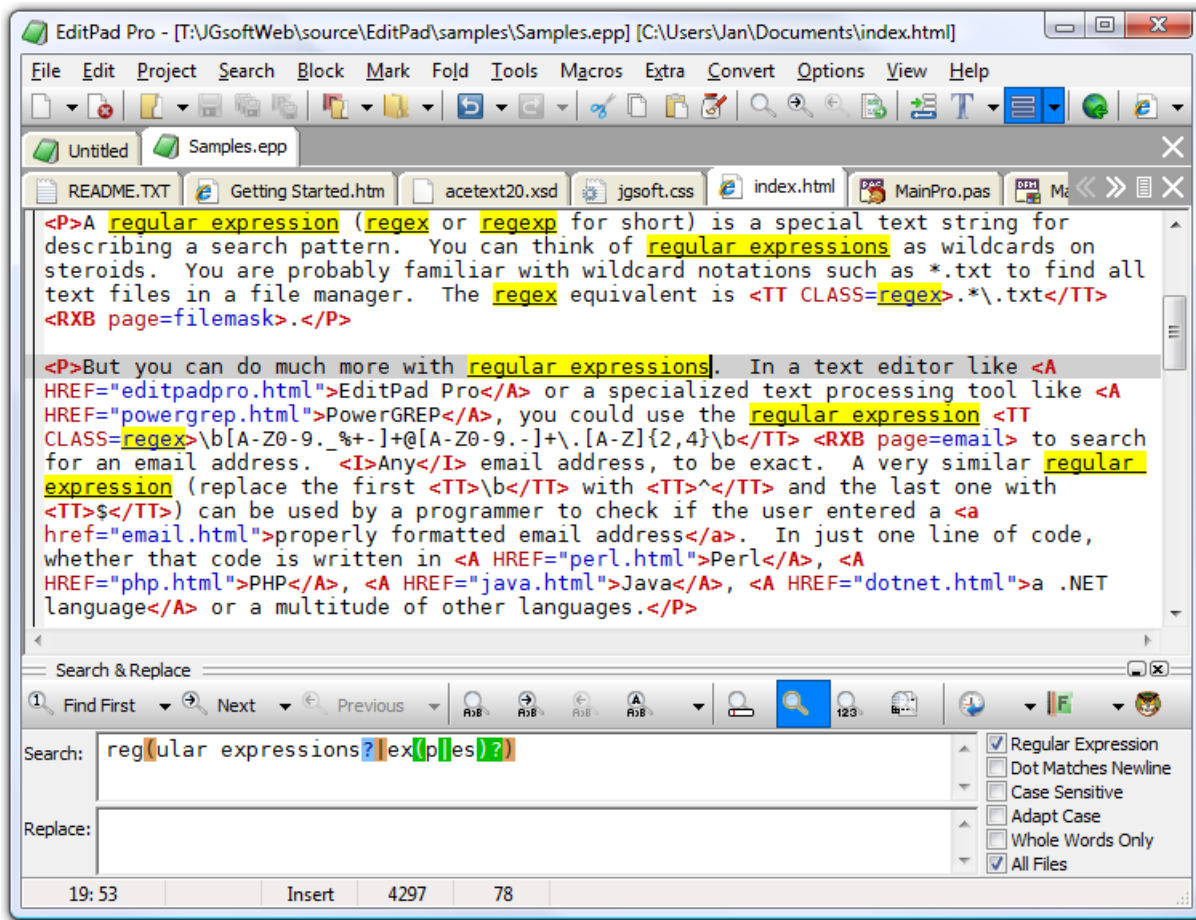 EditPad Pro - [T:\JGsoftWeb\source\EditPad\samples\Samples.epp] [C:\Users\Jan\Documents\index.html]
File Edit Project Search Block Mark Fold Tools Macros Extra Convert Options View Help
Untitled Samples.epp
README.TXT Getting Started.htm acetext20.xsd jgsoft.css index.html MainPro.pas
<P>A regular expression (regex or regexp for short) is a special text string for
describing a search pattern.  You can think of regular expressions as wildcards on
steroids.  You are probably familiar with wildcard notations such as *.txt to find all
text files in a file manager.  The regex equivalent is <TT CLASS=regex>.*\.txt</TT>
<RXB page=filemask>.</P>
<P>But you can do much more with regular expressions.  In a text editor like <A
HREF="editpadpro.html">EditPad Pro</A> or a specialized text processing tool like <A
HREF="powergrep.html">PowerGREP</A>, you could use the regular expression <TT
CLASS=regex>\b[A-Z0-9._%+-]+@[A-Z0-9.-]+\.[A-Z]{2,4}\b</TT> <RXB page=email> to search
for an email address.  <I>Any</I> email address, to be exact.  A very similar regular
expression (replace the first <TT>\b</TT> with <TT>^</TT> and the last one with
<TT>$</TT>) can be used by a programmer to check if the user entered a <a
href="email.html">properly formatted email address</a>.  In just one line of code,
whether that code is written in <A HREF="perl.html">Perl</A>, <A
HREF="php.html">PHP</A>, <A HREF="java.html">Java</A>, <A HREF="dotnet.html">a .NET
language</A> or a multitude of other languages.</P>
Search & Replace
Find First Next Previous
Search: reg(ular expressions?|ex(p|es)?)
Regular Expression
Dot Matches Newline
Case Sensitive
Replace:
Adapt Case
Whole Words Only
All Files
19: 53 Insert 4297 78